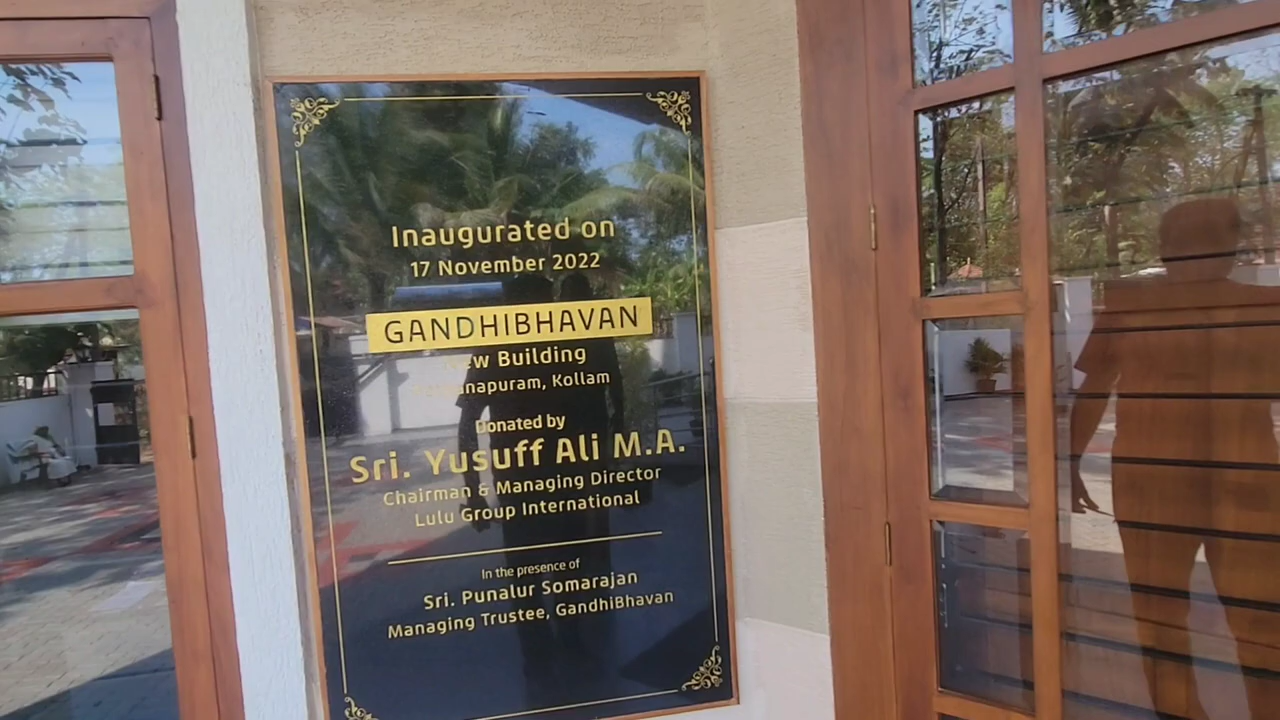 Inaugurated on
17 November 2022
GANDHIBHAVAN
New Building
Pathanapuram, Kollam
Donated by
Sri. Yusuff Ali M.A.
Chairman & Managing Director
Lulu Group International
In the presence of
Sri. Punalur Somarajan
Managing Trustee, GandhiBhavan